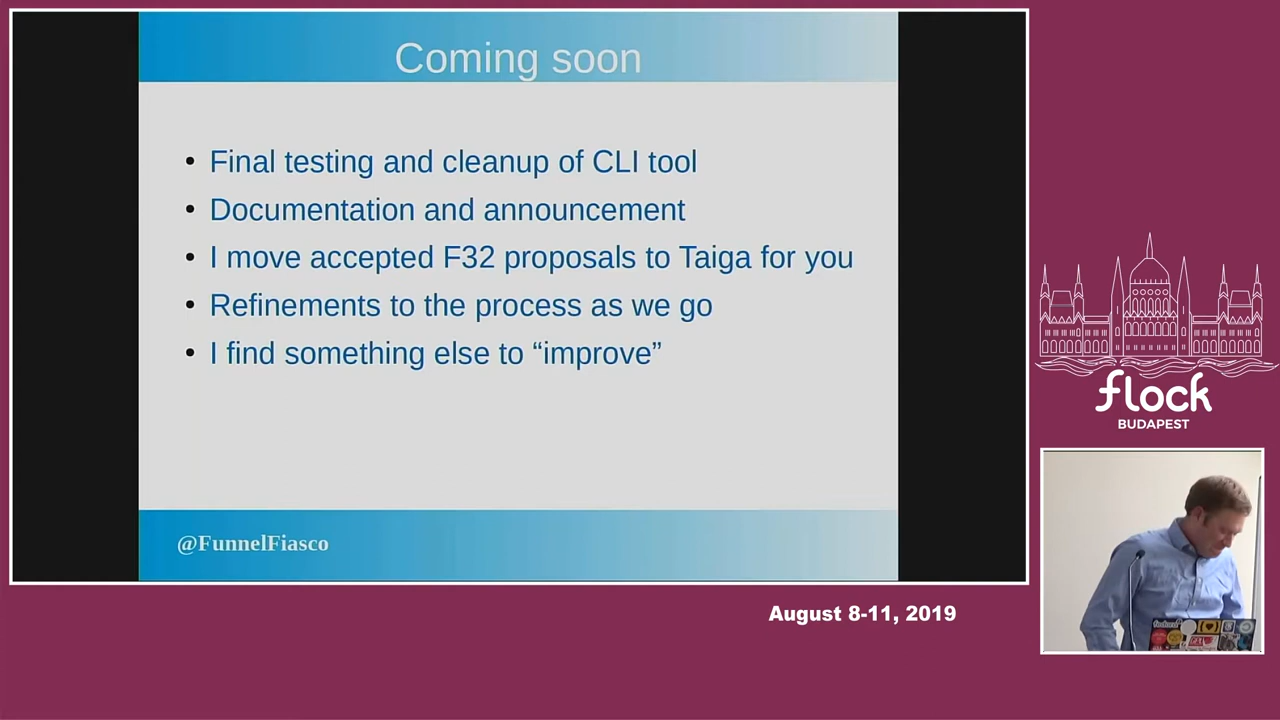 Coming soon
• Final testing and cleanup of CLI tool
• Documentation and announcement
• I move accepted F32 proposals to Taiga for you
• Refinements to the process as we go
• I find something else to “improve”
@FunnelFiasco
flock
BUDAPEST
August 8-11, 2019